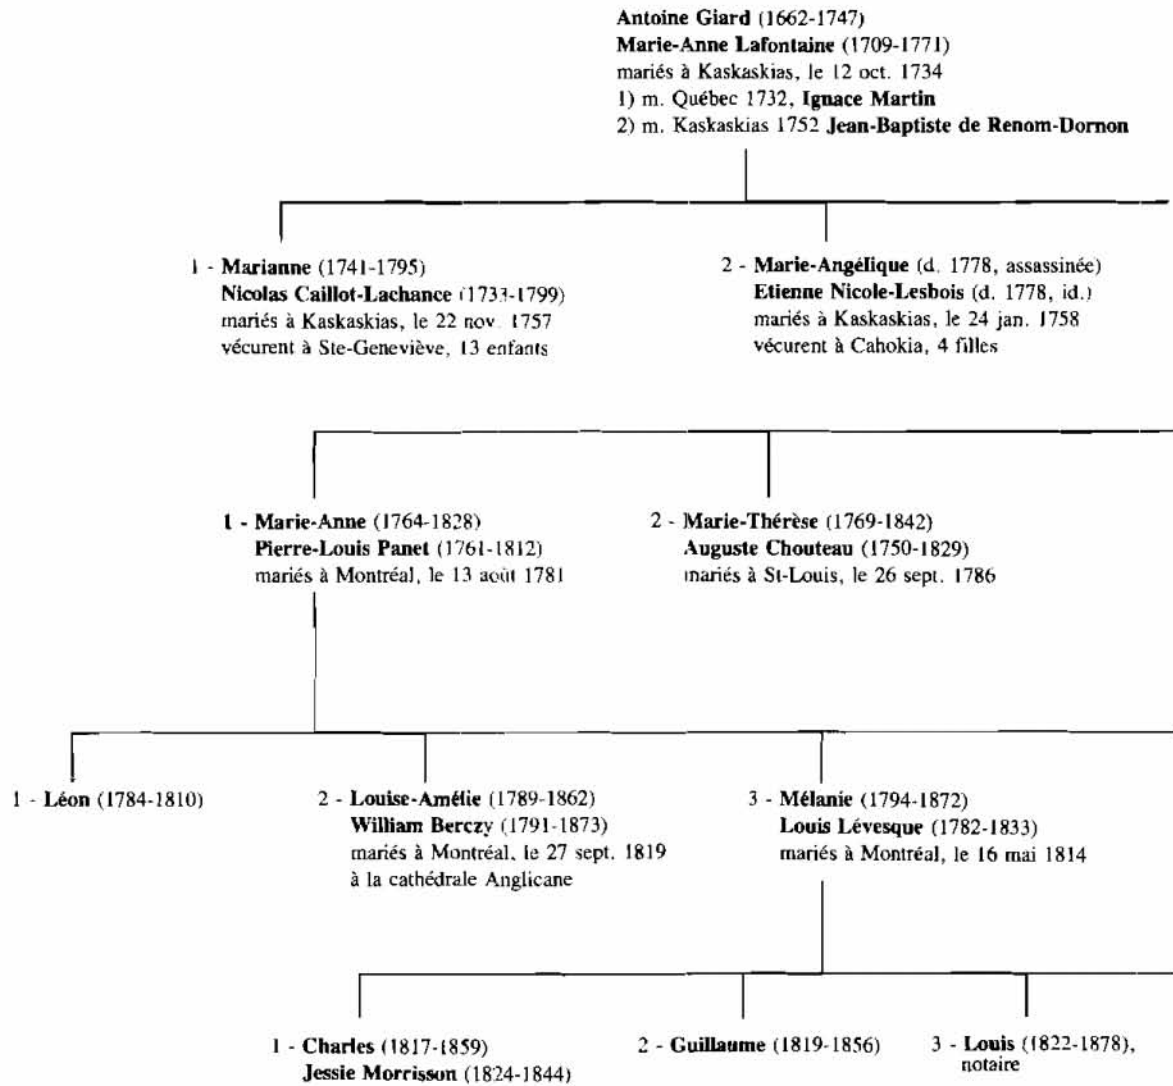 Antoine Giard (1662-1747)
Marie-Anne Lafontaine (1709-1771)
mariés à Kaskaskias, le 12 oct. 1734
1) m. Québec 1732, Ignace Martin
2) m. Kaskaskias 1752 Jean-Baptiste de Renom-Dornon
1 - Marianne (1741-1795)
Nicolas Caillot-Lachance (1733-1799)
mariés à Kaskaskias, le 22 nov. 1757
vécurent à Ste-Geneviève, 13 enfants
2 - Marie-Angélique (d. 1778, assassinée)
Etienne Nicole-Lesbois (d. 1778, id.)
mariés à Kaskaskias, le 24 jan. 1758
vécurent à Cahokia, 4 filles
1 - Marie-Anne (1764-1828)
Pierre-Louis Panet (1761-1812)
mariés à Montréal, le 13 août 1781
2 - Marie-Thérèse (1769-1842)
Auguste Chouteau (1750-1829)
mariés à St-Louis, le 26 sept. 1786
1 - Léon (1784-1810)
2 - Louise-Amélie (1789-1862)
William Berczy (1791-1873)
mariés à Montréal, le 27 sept. 1819
à la cathédrale Anglicane
3 - Mélanie (1794-1872)
Louis Lévesque (1782-1833)
mariés à Montréal, le 16 mai 1814
1 - Charles (1817-1859)
Jessie Morrisson (1824-1844)
2 - Guillaume (1819-1856)
3 - Louis (1822-1878),
notaire